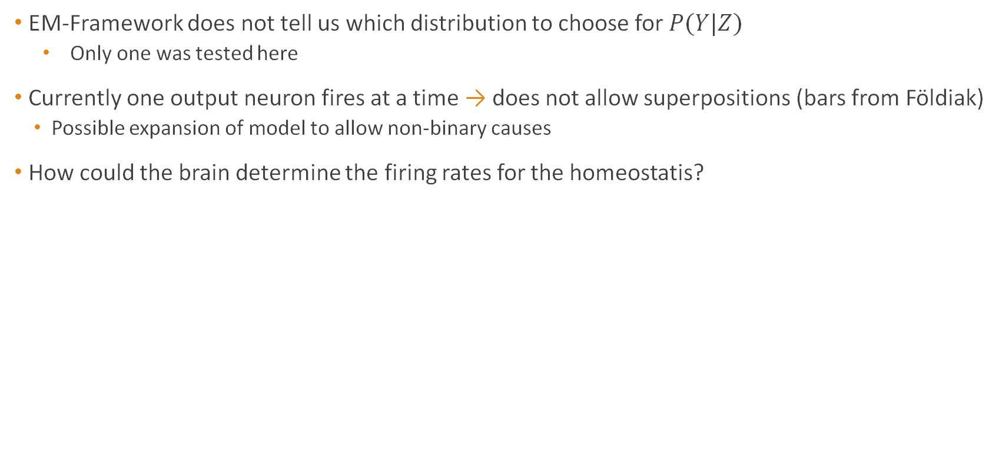 • EM-Framework does not tell us which distribution to choose for P(Y|Z)
• Only one was tested here
• Currently one output neuron fires at a time → does not allow superpositions (bars from Földiak)
• Possible expansion of model to allow non-binary causes
• How could the brain determine the firing rates for the homeostatis?